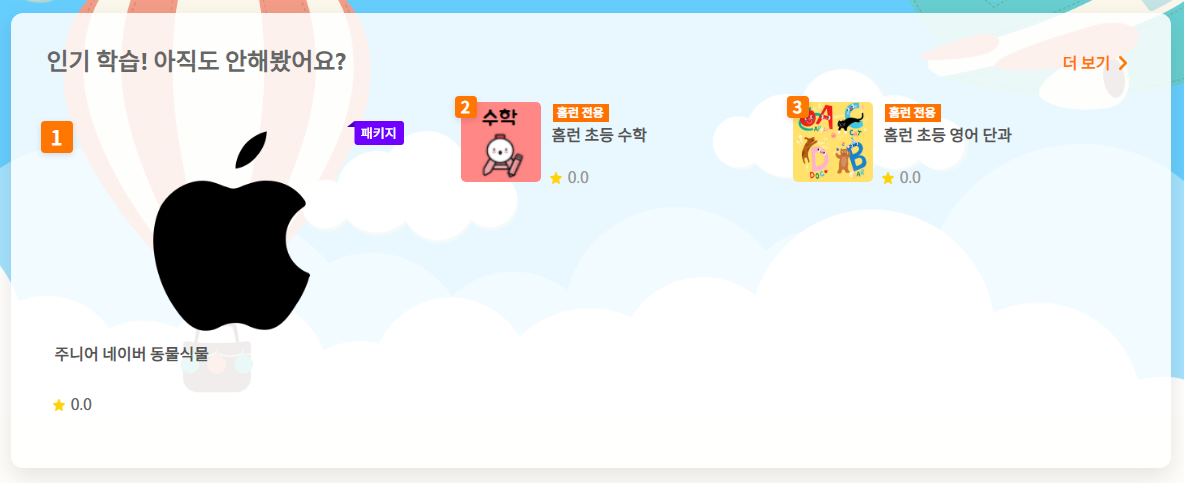 인기 학습! 아직도 안해봤어요?
더 보기
1
패키지
주니어 네이버 동물식물
0.0
2
수학
홈런 전용
홈런 초등 수학
0.0
3
홈런 전용
홈런 초등 영어 단과
0.0